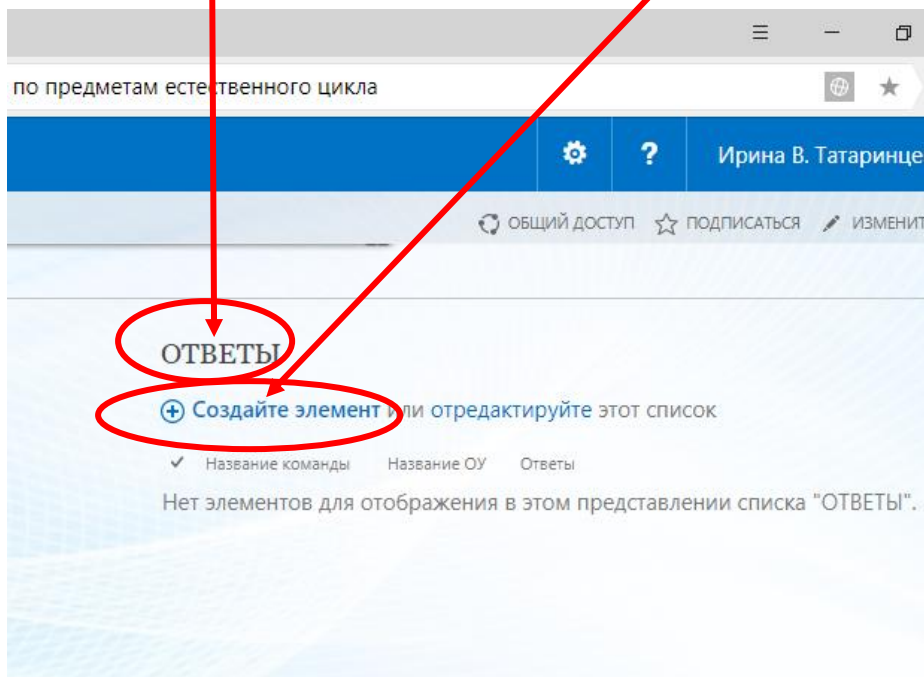 по предметам естественного цикла
? Ирина В. Татаринце
ОБЩИЙ ДОСТУП ПОДПИСАТЬСЯ ИЗМЕНИТ
ОТВЕТЫ
Создайте элемент или отредактируйте этот список
Название команды Название ОУ Ответы
Нет элементов для отображения в этом представлении списка "ОТВЕТЫ".